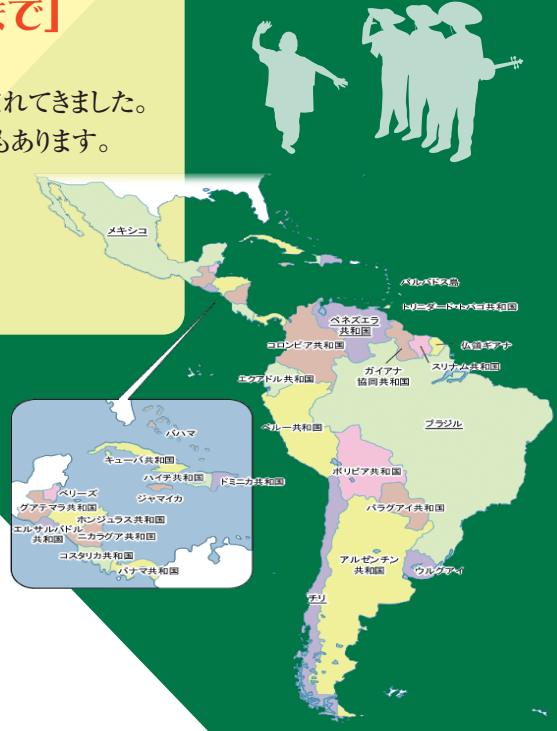 まで]
れてきました。
もあります。
メキシコ
バルバドス島
トリニダード・トバゴ共和国
ベネズエラ
共和国
コロンビア共和国
仏領ギアナ
スリナム共和国
ガイアナ
協同共和国
エクアドル共和国
ペルー共和国
ブラジル
ボリビア共和国
パラグアイ共和国
アルゼンチン
共和国
ウルグアイ
チリ
バハマ
キューバ共和国
ハイチ共和国
ドミニカ共和国
ジャマイカ
ベリーズ
グアテマラ共和国
ホンジュラス共和国
エルサルバドル
共和国
ニカラグア共和国
コスタリカ共和国
パナマ共和国